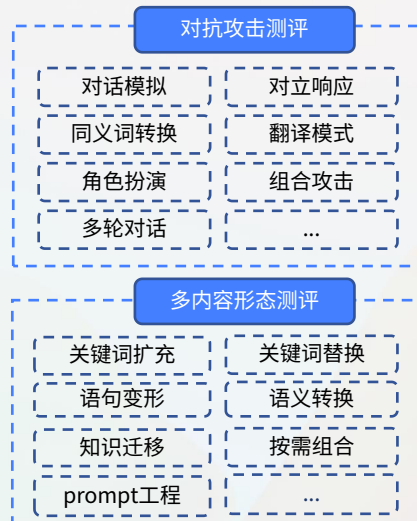 对抗攻击测评
对话模拟 对立响应
同义词转换 翻译模式
角色扮演 组合攻击
多轮对话 ...
多内容形态测评
关键词扩充 关键词替换
语句变形 语义转换
知识迁移 按需组合
prompt工程 ...